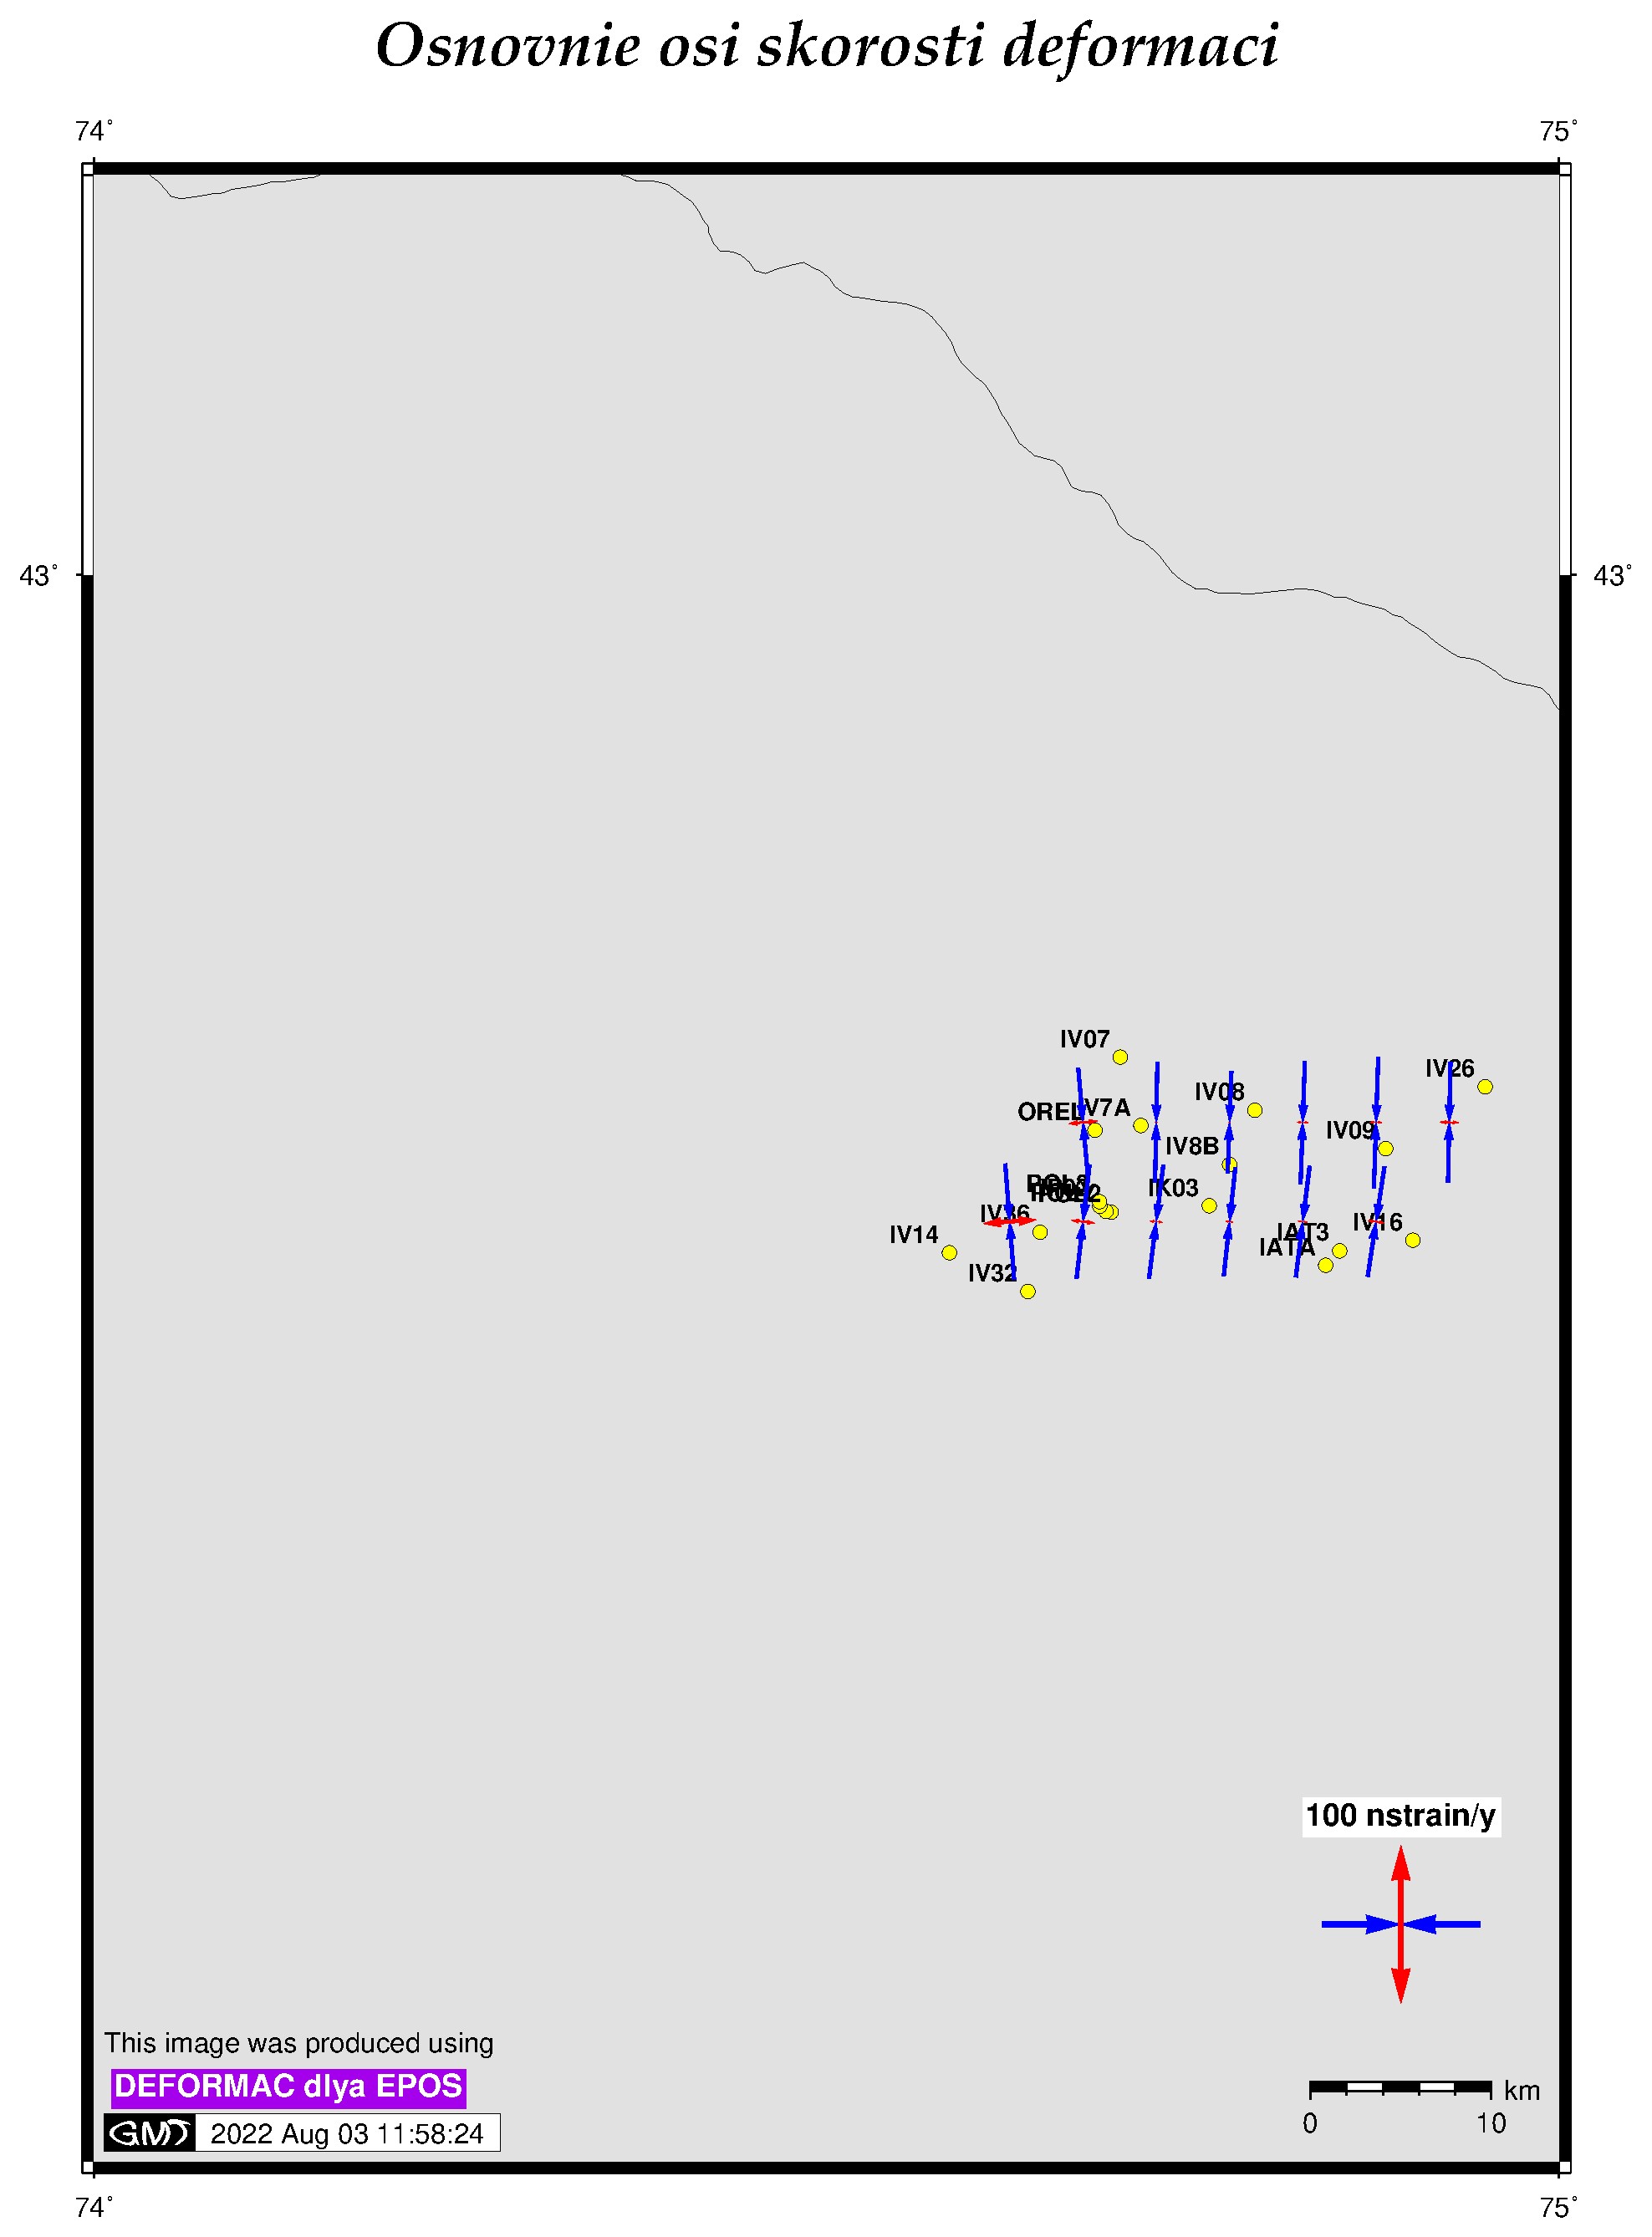 Osnovnie osi skorosti deformaci
74° 75°
43° 43°
IV07
IV26
IV08
OREL
V7A
IV09
IV8B
IK03
IV36
IV16
IAT3
IV14
IATA
IV32
100 nstrain/y
This image was produced using
DEFORMAC dlya EPOS
km
0 10
GMT 2022 Aug 03 11:58:24
74° 75°